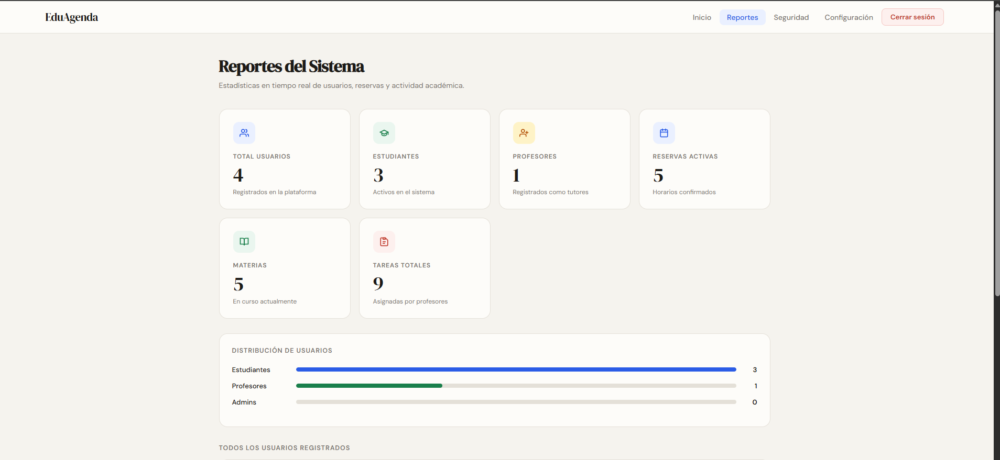 EduAgenda
Inicio
Reportes
Seguridad
Configuración
Cerrar sesión
Reportes del Sistema
Estadísticas en tiempo real de usuarios, reservas y actividad académica.
TOTAL USUARIOS
4
Registrados en la plataforma
ESTUDIANTES
3
Activos en el sistema
PROFESORES
1
Registrados como tutores
RESERVAS ACTIVAS
5
Horarios confirmados
MATERIAS
5
En curso actualmente
TAREAS TOTALES
9
Asignadas por profesores
DISTRIBUCIÓN DE USUARIOS
Estudiantes 3
Profesores 1
Admins 0
TODOS LOS USUARIOS REGISTRADOS